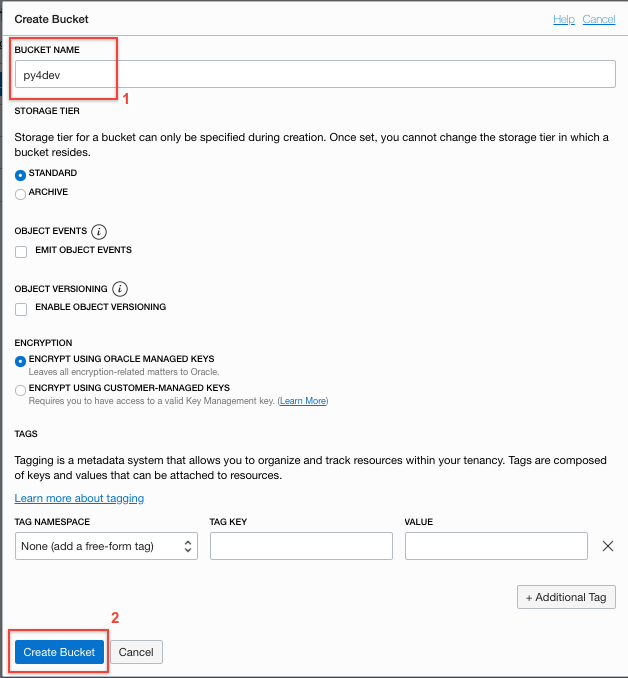 Create Bucket Help Cancel
BUCKET NAME
py4dev
1
STORAGE TIER
Storage tier for a bucket can only be specified during creation. Once set, you cannot change the storage tier in which a
bucket resides.
STANDARD
ARCHIVE
OBJECT EVENTS i
EMIT OBJECT EVENTS
OBJECT VERSIONING i
ENABLE OBJECT VERSIONING
ENCRYPTION
ENCRYPT USING ORACLE MANAGED KEYS
Leaves all encryption-related matters to Oracle.
ENCRYPT USING CUSTOMER-MANAGED KEYS
Requires you to have access to a valid Key Management key. (Learn More)
TAGS
Tagging is a metadata system that allows you to organize and track resources within your tenancy. Tags are composed
of keys and values that can be attached to resources.
Learn more about tagging
TAG NAMESPACE TAG KEY VALUE
None (add a free-form tag)
+ Additional Tag
2
Create Bucket Cancel